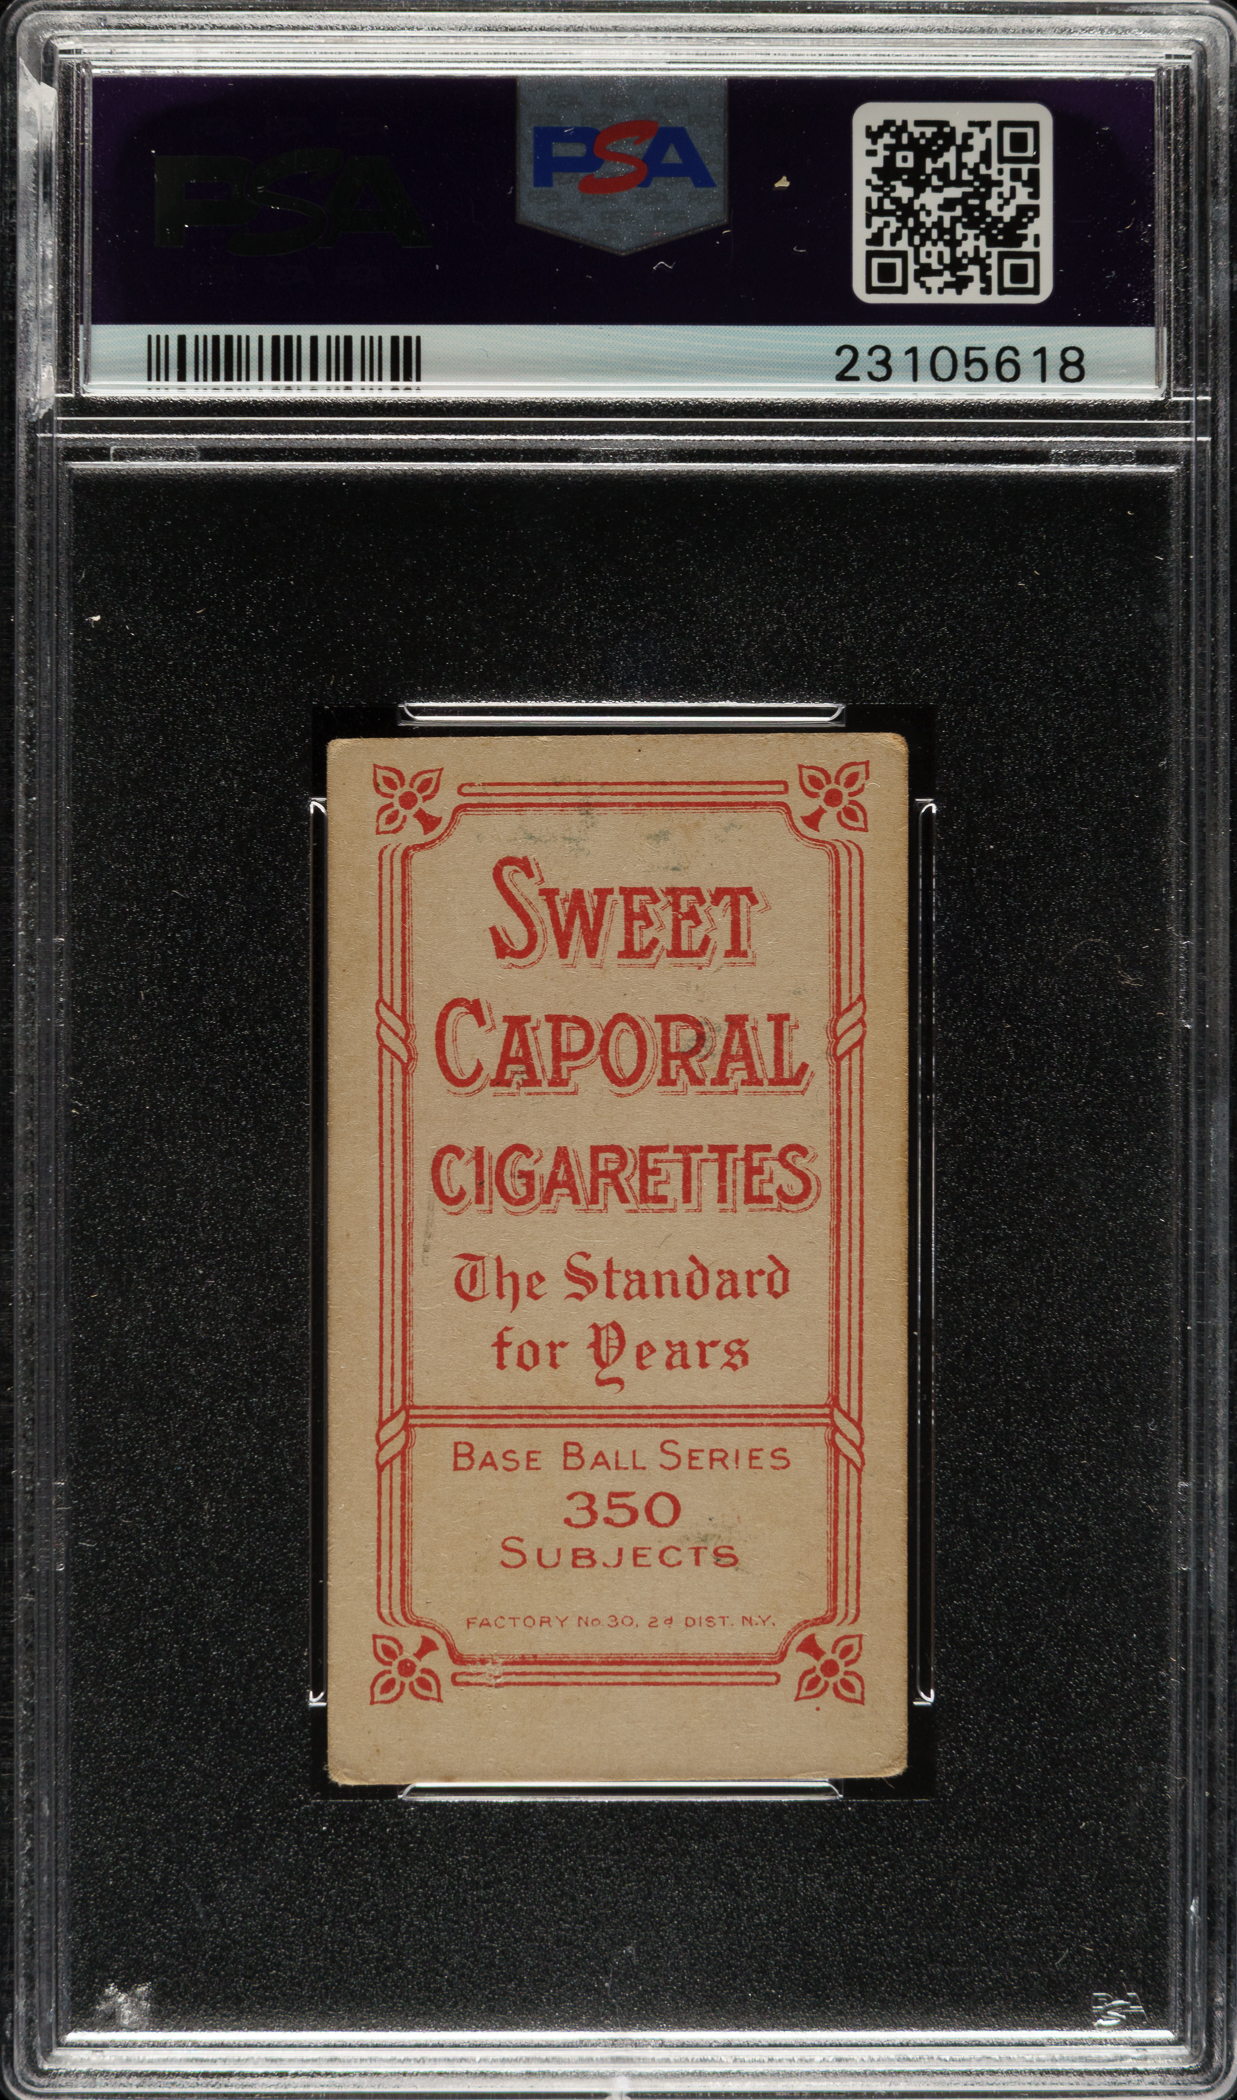 PSA
PSA
23105618
SWEET
CAPORAL
CIGARETTES
The Standard
for Years
BASE BALL SERIES
350
SUBJECTS
FACTORY No 30, 2d DIST. N.Y.
PSA